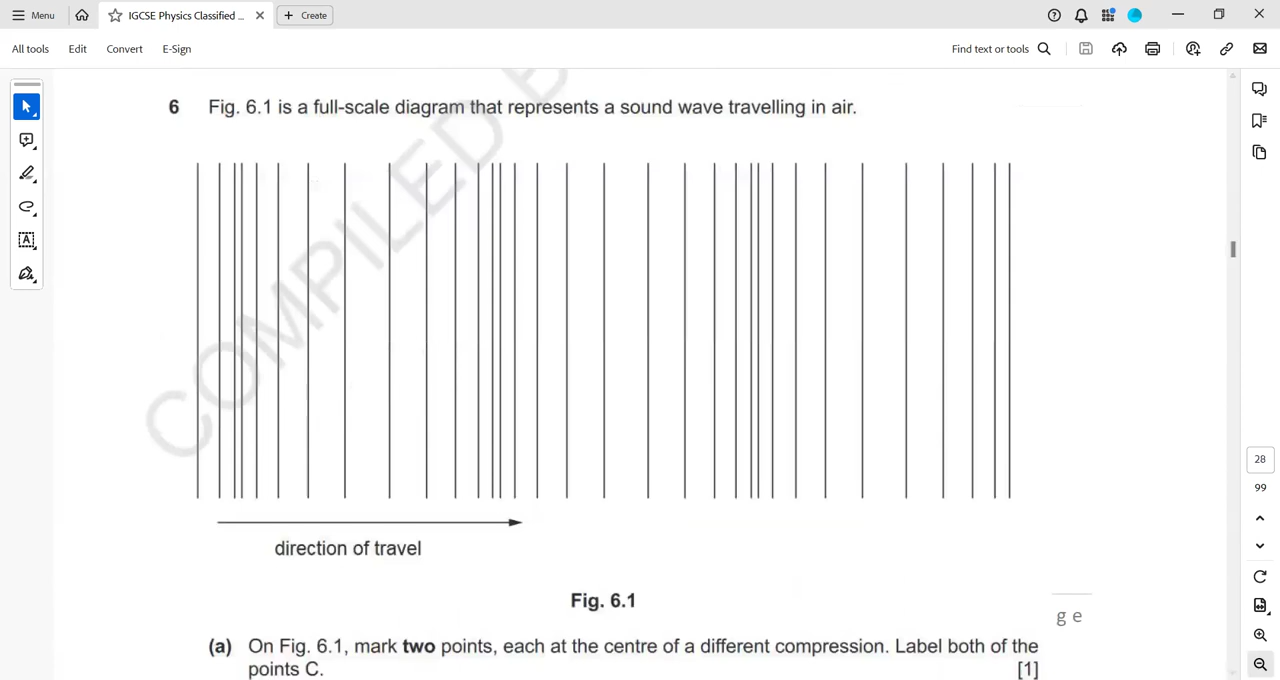 Menu
IGCSE Physics Classified ...
Create
All tools
Edit
Convert
E-Sign
Find text or tools
COMPILED B
6 Fig. 6.1 is a full-scale diagram that represents a sound wave travelling in air.
direction of travel
Fig. 6.1
g e
(a) On Fig. 6.1, mark two points, each at the centre of a different compression. Label both of the
points C. [1]
28
99